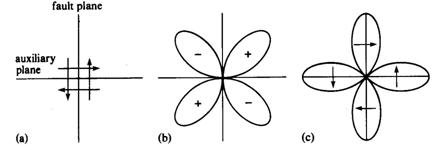 fault plane
auxiliary
plane
- +
+ -
(a) (b) (c)